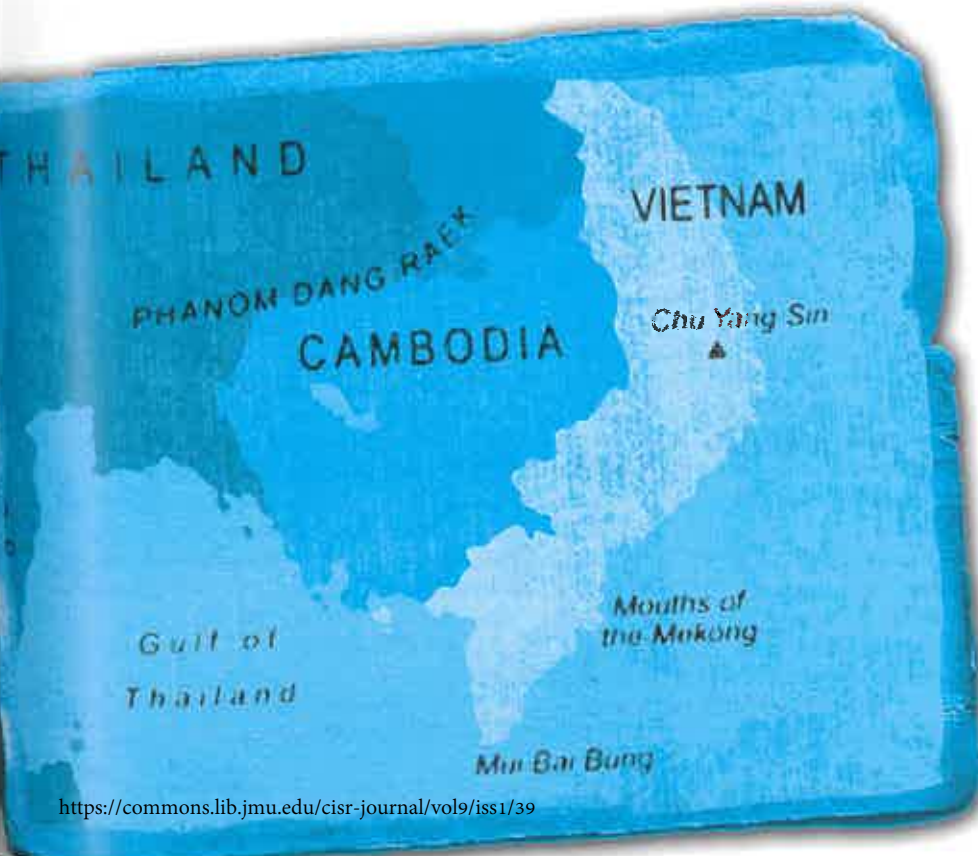 THAILAND
VIETNAM
PHANOM DANG RAEK
Chu Yang Sin
CAMBODIA
Mouths of
the Mekong
Gulf of
Thailand
Mui Bai Bung
https://commons.lib.jmu.edu/cisr-journal/vol9/iss1/39